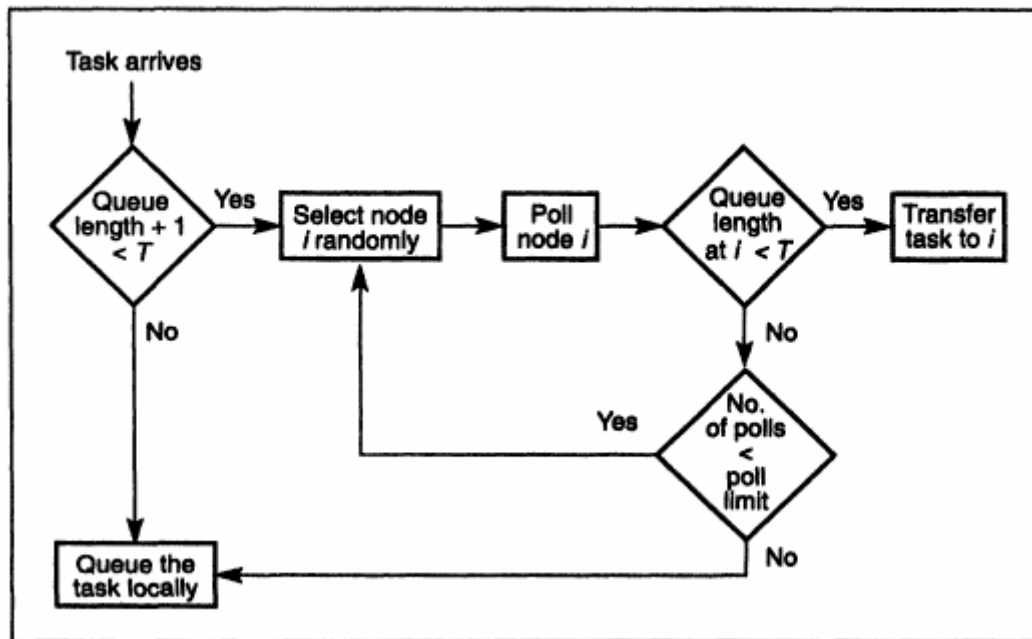 Task arrives
Queue
length + 1
< T
Yes
No
Select node
i randomly
Poll
node i
Queue
length
at i < T
Yes
Transfer
task to i
No
No.
of polls
<
poll
limit
Yes
No
Queue the
task locally